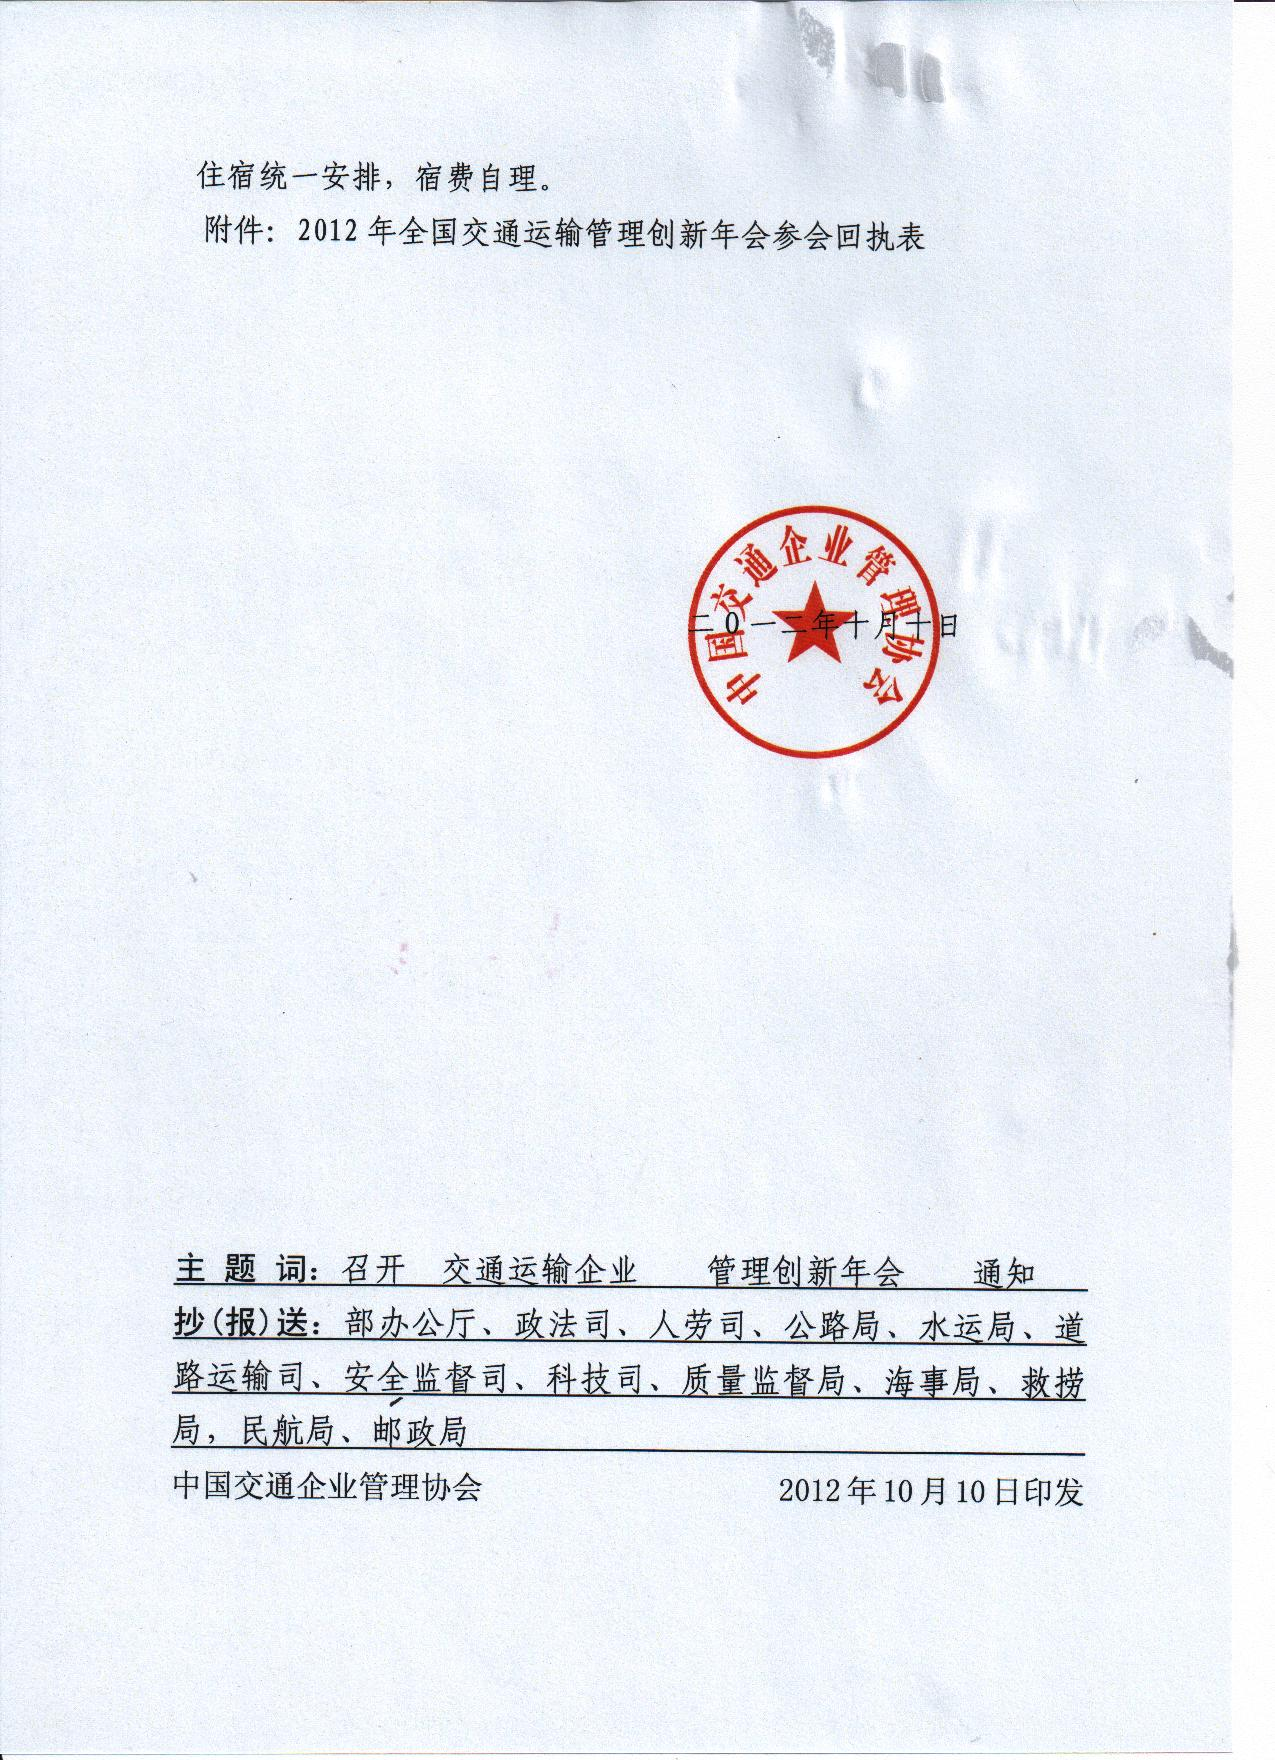 住宿统一安排，宿费自理。
附件：2012年全国交通运输管理创新年会参会回执表
中国交通企业管理协会
二0一二年十月十日
主 题 词：召开 交通运输企业 管理创新年会 通知
抄(报)送：部办公厅、政法司、人劳司、公路局、水运局、道
路运输司、安全监督司、科技司、质量监督局、海事局、救捞
局，民航局、邮政局
中国交通企业管理协会 2012年10月10日印发